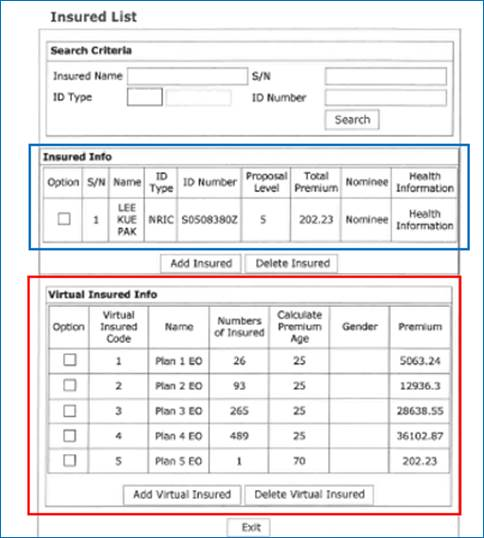 Insured List
Search Criteria
Insured Name S/N
ID Type ID Number
Search
Insured Info
Option S/N Name ID Type ID Number Proposal Level Total Premium Nominee Health Information
1 LEE KUE PAK NRIC S0508380Z 5 202.23 Nominee Health Information
Add Insured Delete Insured
Virtual Insured Info
Option Virtual Insured Code Name Numbers of Insured Calculate Premium Age Gender Premium
1 Plan 1 EO 26 25 5063.24
2 Plan 2 EO 93 25 12936.3
3 Plan 3 EO 265 25 28638.55
4 Plan 4 EO 489 25 36102.87
5 Plan 5 EO 1 70 202.23
Add Virtual Insured Delete Virtual Insured
Exit